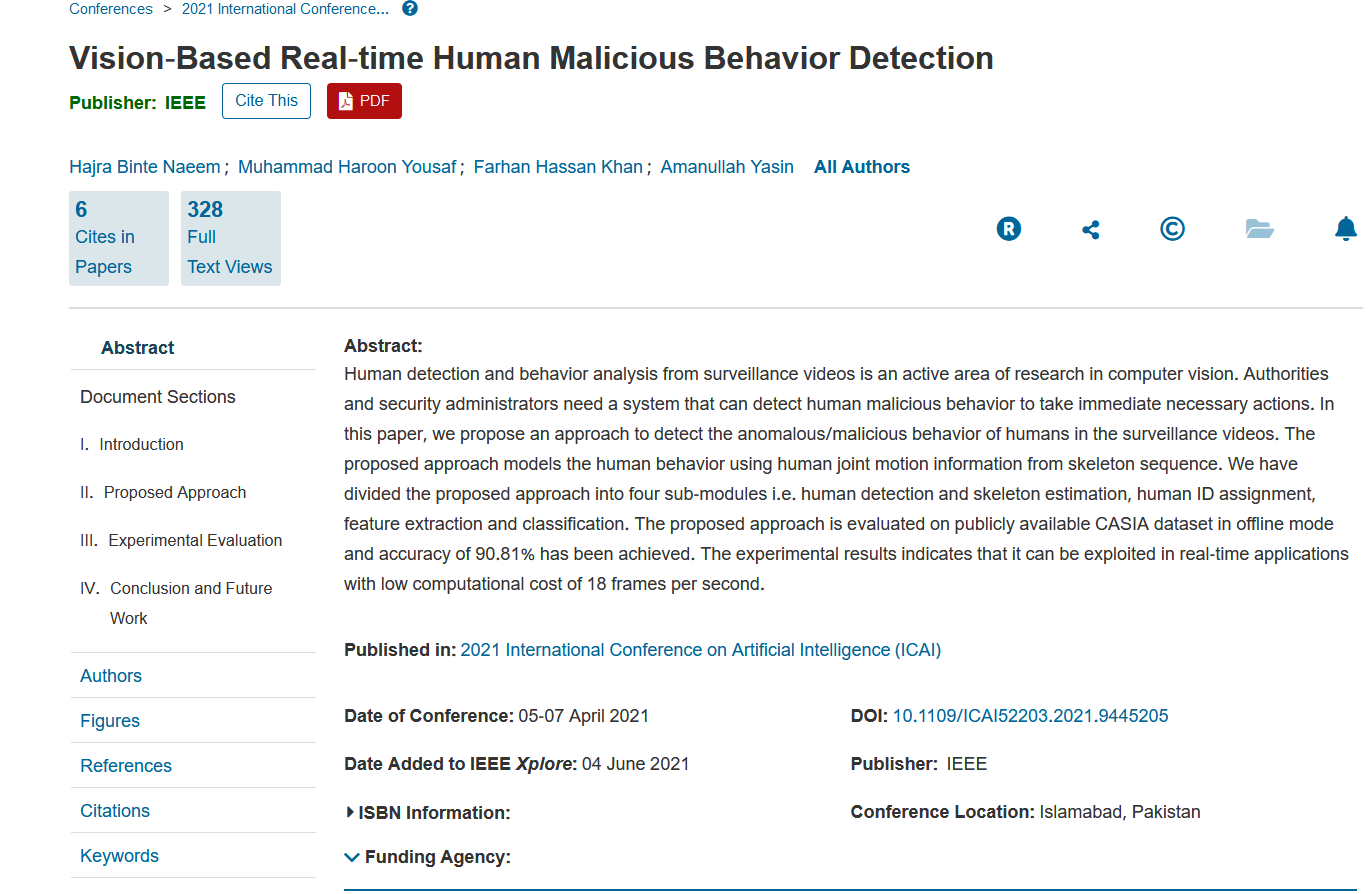 Conferences > 2021 International Conference... ?
Vision-Based Real-time Human Malicious Behavior Detection
Publisher: IEEE Cite This PDF
Hajra Binte Naeem ; Muhammad Haroon Yousaf ; Farhan Hassan Khan ; Amanullah Yasin All Authors
6
Cites in
Papers
328
Full
Text Views
R
©
Abstract
Document Sections
I. Introduction
II. Proposed Approach
III. Experimental Evaluation
IV. Conclusion and Future
Work
Authors
Figures
References
Citations
Keywords
Abstract:
Human detection and behavior analysis from surveillance videos is an active area of research in computer vision. Authorities
and security administrators need a system that can detect human malicious behavior to take immediate necessary actions. In
this paper, we propose an approach to detect the anomalous/malicious behavior of humans in the surveillance videos. The
proposed approach models the human behavior using human joint motion information from skeleton sequence. We have
divided the proposed approach into four sub-modules i.e. human detection and skeleton estimation, human ID assignment,
feature extraction and classification. The proposed approach is evaluated on publicly available CASIA dataset in offline mode
and accuracy of 90.81% has been achieved. The experimental results indicates that it can be exploited in real-time applications
with low computational cost of 18 frames per second.
Published in: 2021 International Conference on Artificial Intelligence (ICAI)
Date of Conference: 05-07 April 2021
DOI: 10.1109/ICAI52203.2021.9445205
Date Added to IEEE Xplore: 04 June 2021
Publisher: IEEE
ISBN Information:
Conference Location: Islamabad, Pakistan
Funding Agency: